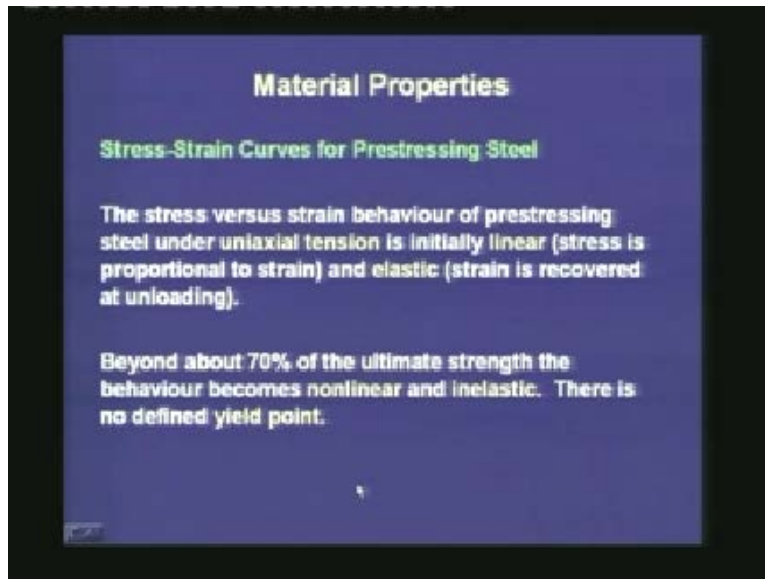 Material Properties
Stress-Strain Curves for Prestressing Steel
The stress versus strain behaviour of prestressing
steel under uniaxial tension is initially linear (stress is
proportional to strain) and elastic (strain is recovered
at unloading).
Beyond about 70% of the ultimate strength the
behaviour becomes nonlinear and inelastic. There is
no defined yield point.